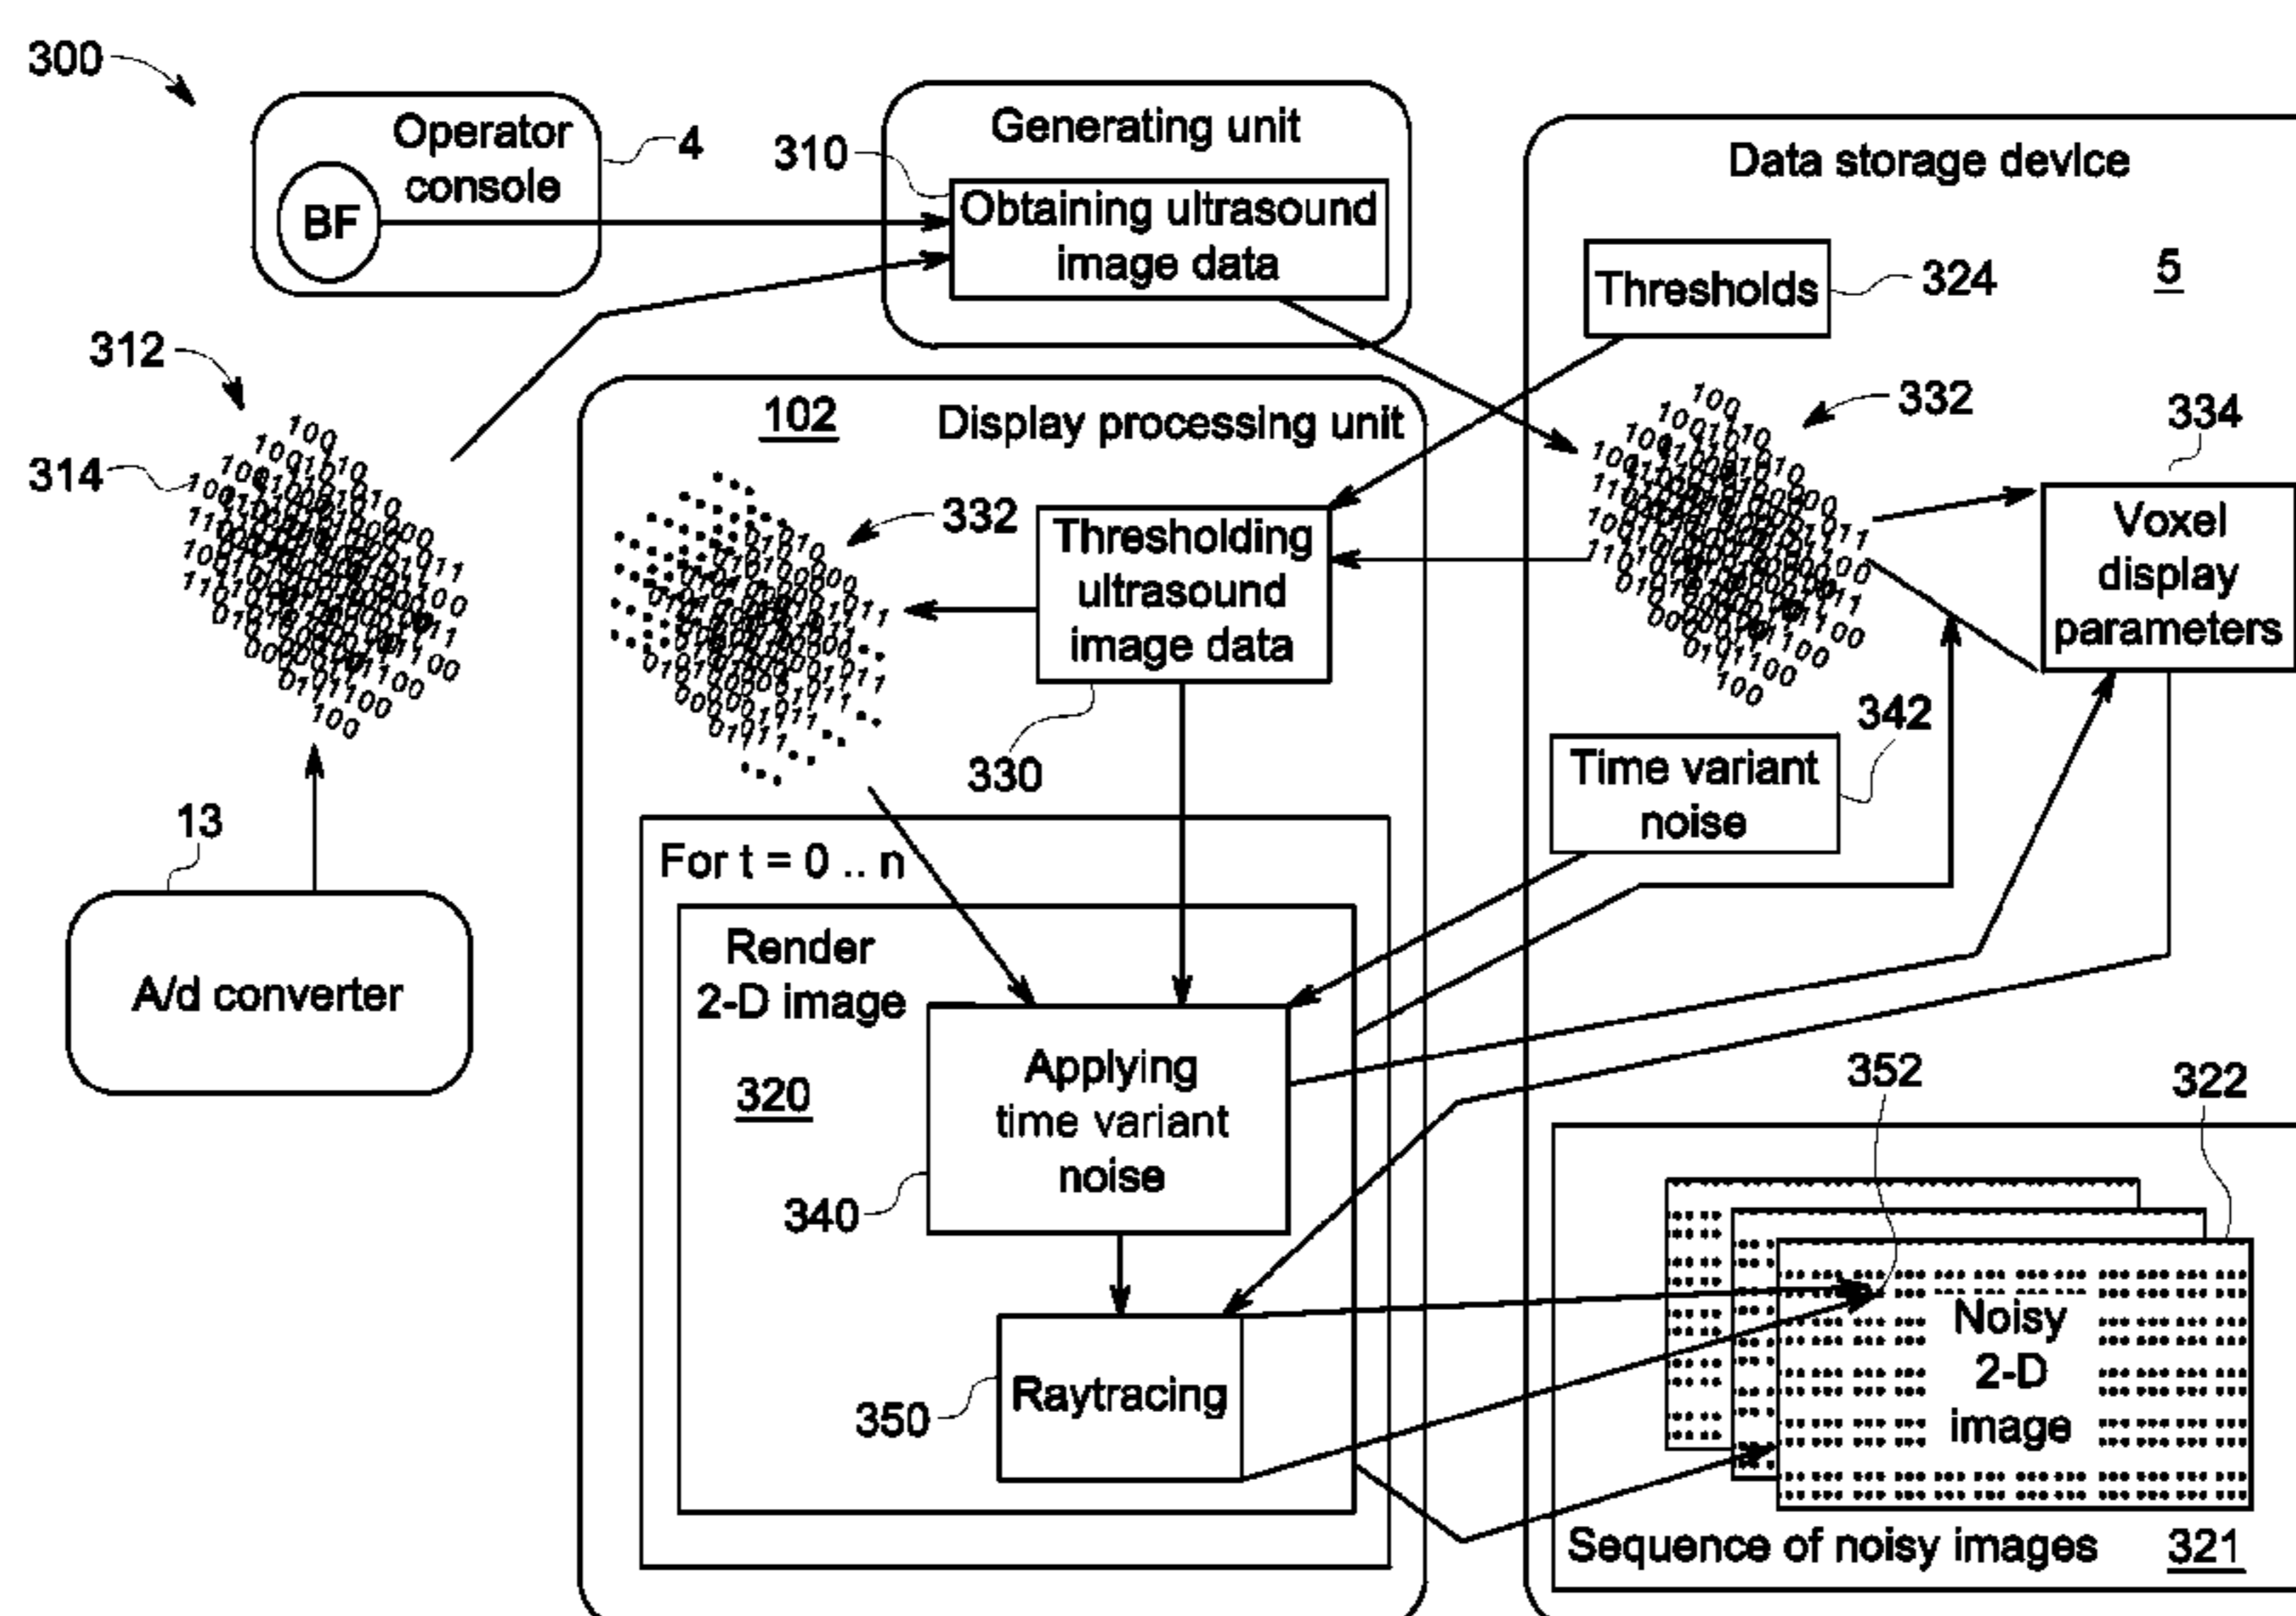 300
Operator
console
BF
4
Generating unit
310
Obtaining ultrasound
image data
Data storage device
5
Thresholds
324
312
314
102
Display processing unit
332
332
334
Voxel
display
parameters
Thresholding
ultrasound
image data
330
342
Time variant
noise
13
A/d converter
For t = 0 .. n
Render
2-D image
320
Applying
time variant
noise
340
Raytracing
350
352
322
Noisy
2-D
image
Sequence of noisy images
321